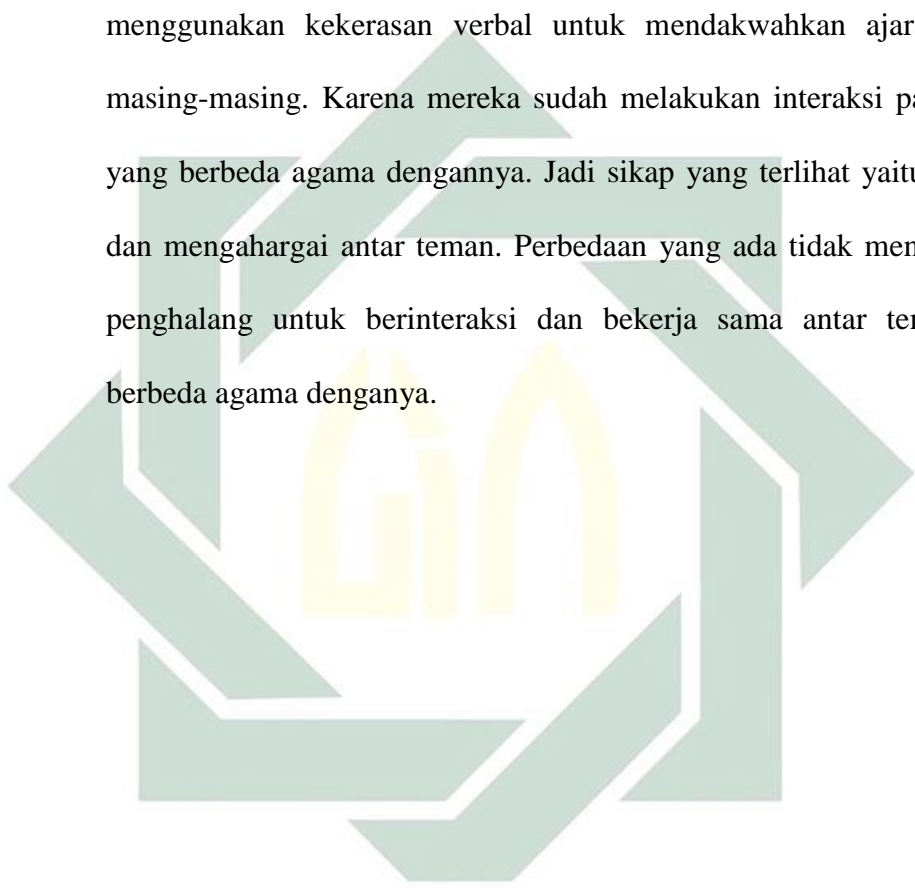 menggunakan kekerasan verbal untuk mendakwahkan ajar
masing-masing. Karena mereka sudah melakukan interaksi pa
yang berbeda agama dengannya. Jadi sikap yang terlihat yaitu
dan mengahargai antar teman. Perbedaan yang ada tidak men
penghalang untuk berinteraksi dan bekerja sama antar ter
berbeda agama denganya.